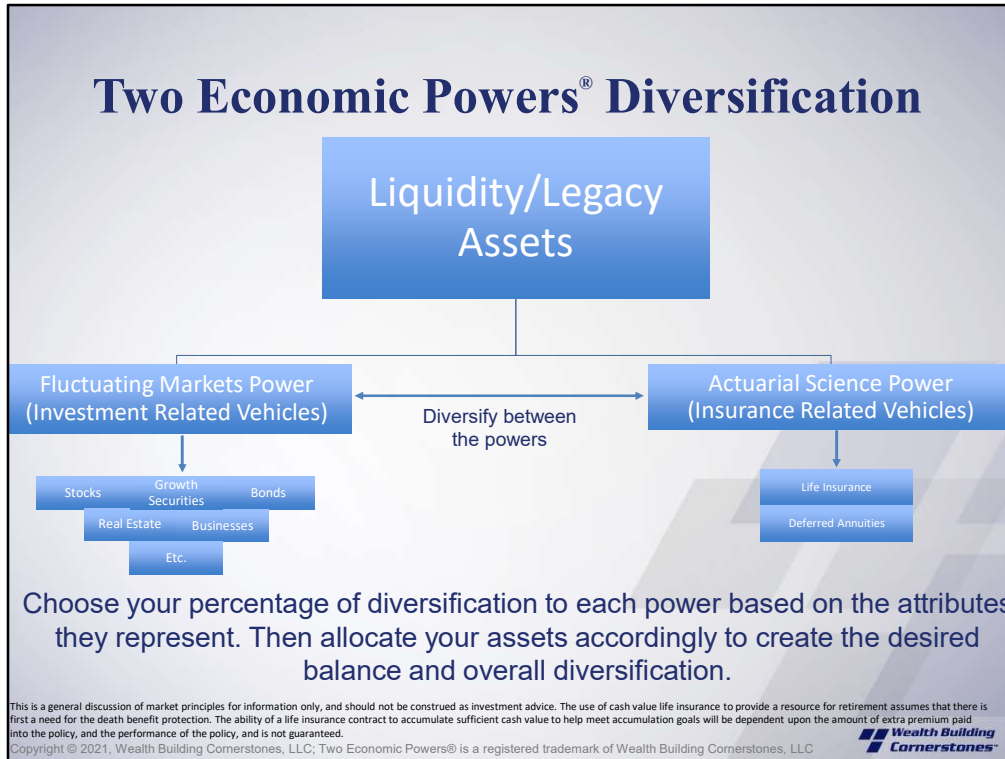 Two Economic Powers® Diversification
Liquidity/Legacy
Assets
Fluctuating Markets Power
(Investment Related Vehicles)
Diversify between
the powers
Actuarial Science Power
(Insurance Related Vehicles)
Stocks
Growth
Securities
Bonds
Real Estate
Businesses
Etc.
Life Insurance
Deferred Annuities
Choose your percentage of diversification to each power based on the attributes
they represent. Then allocate your assets accordingly to create the desired
balance and overall diversification.
This is a general discussion of market principles for information only, and should not be construed as investment advice. The use of cash value life insurance to provide a resource for retirement assumes that there is
first a need for the death benefit protection. The ability of a life insurance contract to accumulate sufficient cash value to help meet accumulation goals will be dependent upon the amount of extra premium paid
into the policy, and the performance of the policy, and is not guaranteed.
Copyright © 2021, Wealth Building Cornerstones, LLC; Two Economic Powers® is a registered trademark of Wealth Building Cornerstones, LLC
Wealth Building
Cornerstones™